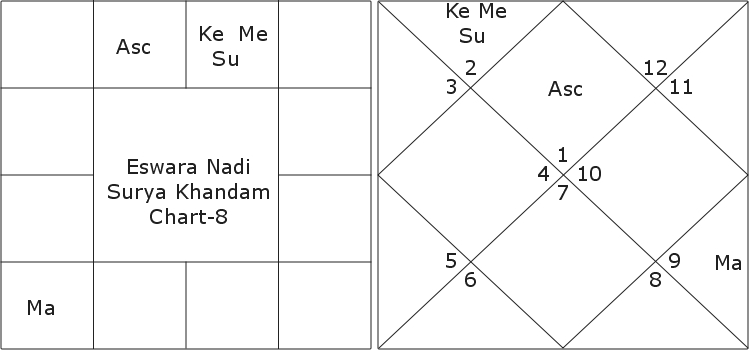 Asc
Ke Me
Su
Eswara Nadi
Surya Khandam
Chart-8
Ma
Ke Me
Su
2
3
Asc
12
11
1
4
10
7
5
6
9
8
Ma